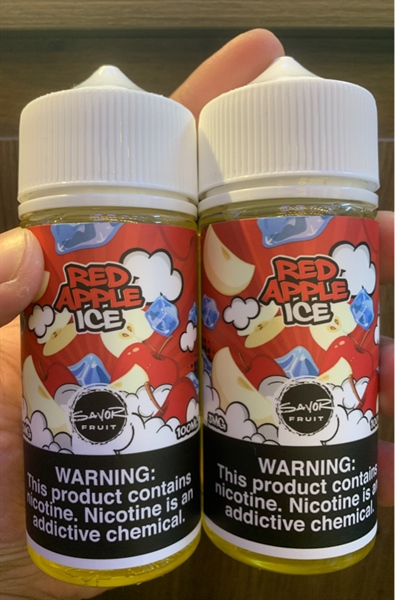 RED
APPLE
ICE
SAVOR
FRUIT
100ML
WARNING:
This product contains
nicotine. Nicotine is an
addictive chemical.
RED
APPLE
ICE
SAVOR
FRUIT
3MG
WARNING:
This product contains
nicotine. Nicotine is an
addictive chemical.